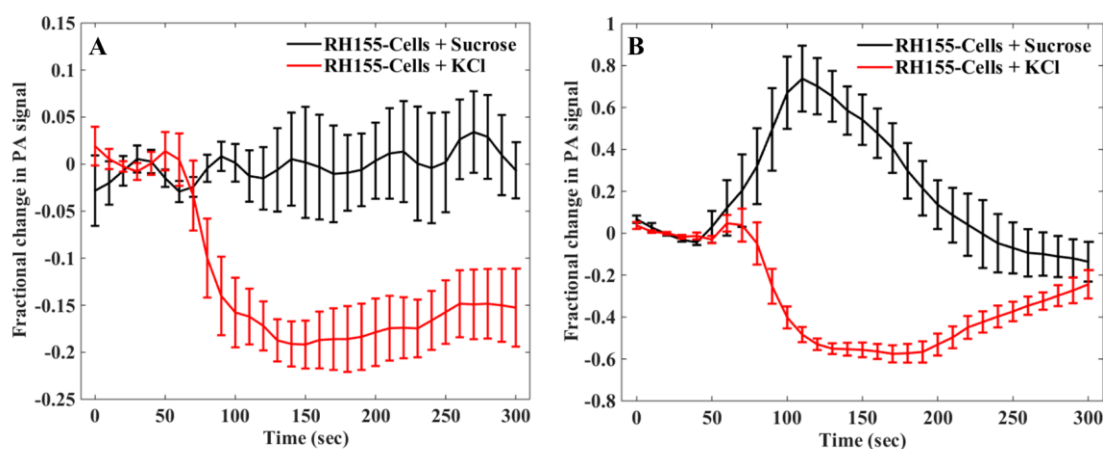 A
RH155-Cells + Sucrose
RH155-Cells + KCl
Fractional change in PA signal
0.15
0.1
0.05
0
-0.05
-0.1
-0.15
-0.2
-0.25
0 50 100 150 200 250 300
Time (sec)
B
RH155-Cells + Sucrose
RH155-Cells + KCl
Fractional change in PA signal
1
0.8
0.6
0.4
0.2
0
-0.2
-0.4
-0.6
-0.8
0 50 100 150 200 250 300
Time (sec)